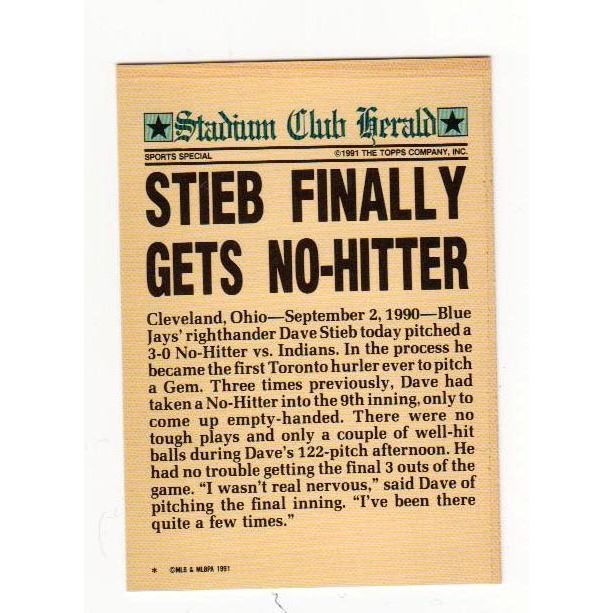 Stadium Club Herald
SPORTS SPECIAL ©1991 THE TOPPS COMPANY, INC.
STIEB FINALLY
GETS NO-HITTER
Cleveland, Ohio—September 2, 1990—Blue
Jays' righthander Dave Stieb today pitched a
3-0 No-Hitter vs. Indians. In the process he
became the first Toronto hurler ever to pitch
a Gem. Three times previously, Dave had
taken a No-Hitter into the 9th inning, only to
come up empty-handed. There were no
tough plays and only a couple of well-hit
balls during Dave's 122-pitch afternoon. He
had no trouble getting the final 3 outs of the
game. “I wasn't real nervous,” said Dave of
pitching the final inning. “I've been there
quite a few times.”
* ©MLB & MLBPA 1991